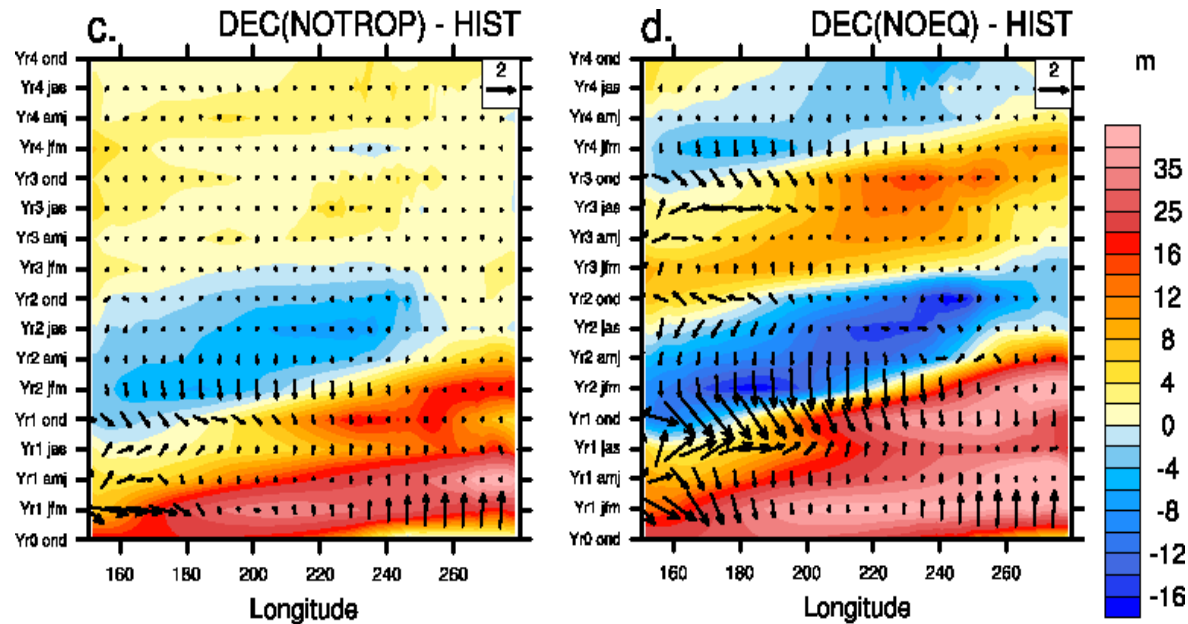 c. DEC(NOTROP) - HIST
d. DEC(NOEQ) - HIST
m
2
2
Yr4 ond
Yr4 jas
Yr4 amj
Yr4 jfm
Yr3 ond
Yr3 jas
Yr3 amj
Yr3 jfm
Yr2 ond
Yr2 jas
Yr2 amj
Yr2 jfm
Yr1 ond
Yr1 jas
Yr1 amj
Yr1 jfm
Yr0 ond
160 180 200 220 240 260
Longitude
Yr4 ond
Yr4 jas
Yr4 amj
Yr4 jfm
Yr3 ond
Yr3 jas
Yr3 amj
Yr3 jfm
Yr2 ond
Yr2 jas
Yr2 amj
Yr2 jfm
Yr1 ond
Yr1 jas
Yr1 amj
Yr1 jfm
Yr0 ond
160 180 200 220 240 260
Longitude
35
25
16
12
8
4
0
-4
-8
-12
-16